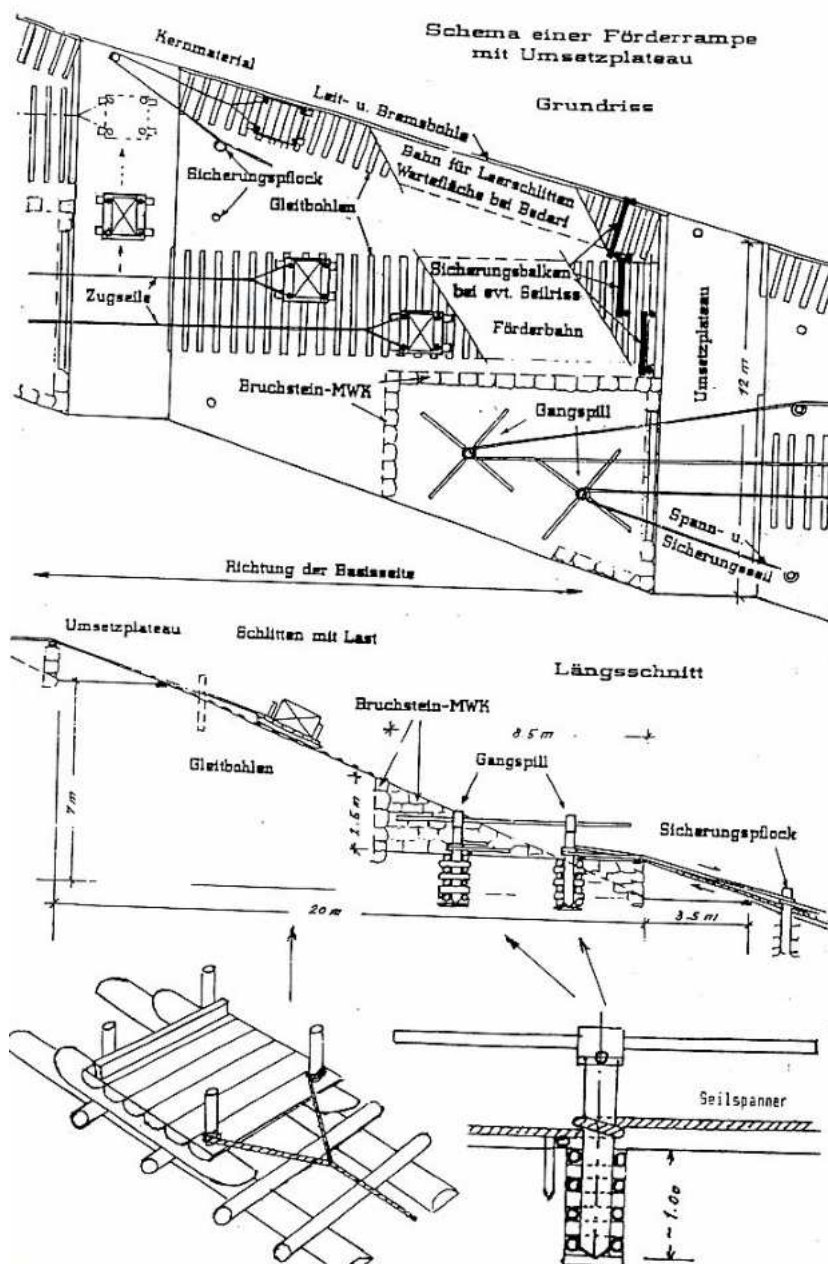 Schema einer Förderrampe
mit Umsetzplateau
Grundriss
Kernmaterial
Leit- u. Bremsbohle
Bahn für Leerschlitten
Wartefläche bei Bedarf
Sicherungspflock
Gleitbohlen
Sicherungsbalken
bei evt. Seilriss
Zugseile
Förderbahn
Umsetzplateau
12 m
Bruchstein-MWK
Gangspill
Spann- u.
Sicherungsseil
Richtung der Basisseite
Umsetzplateau
Schlitten mit Last
Längsschnitt
Bruchstein-MWK
8.5 m
Gleitbohlen
Gangspill
7 m
2.5 m
Sicherungspflock
20 m
3.5 m
Seilspanner
~ 1.00